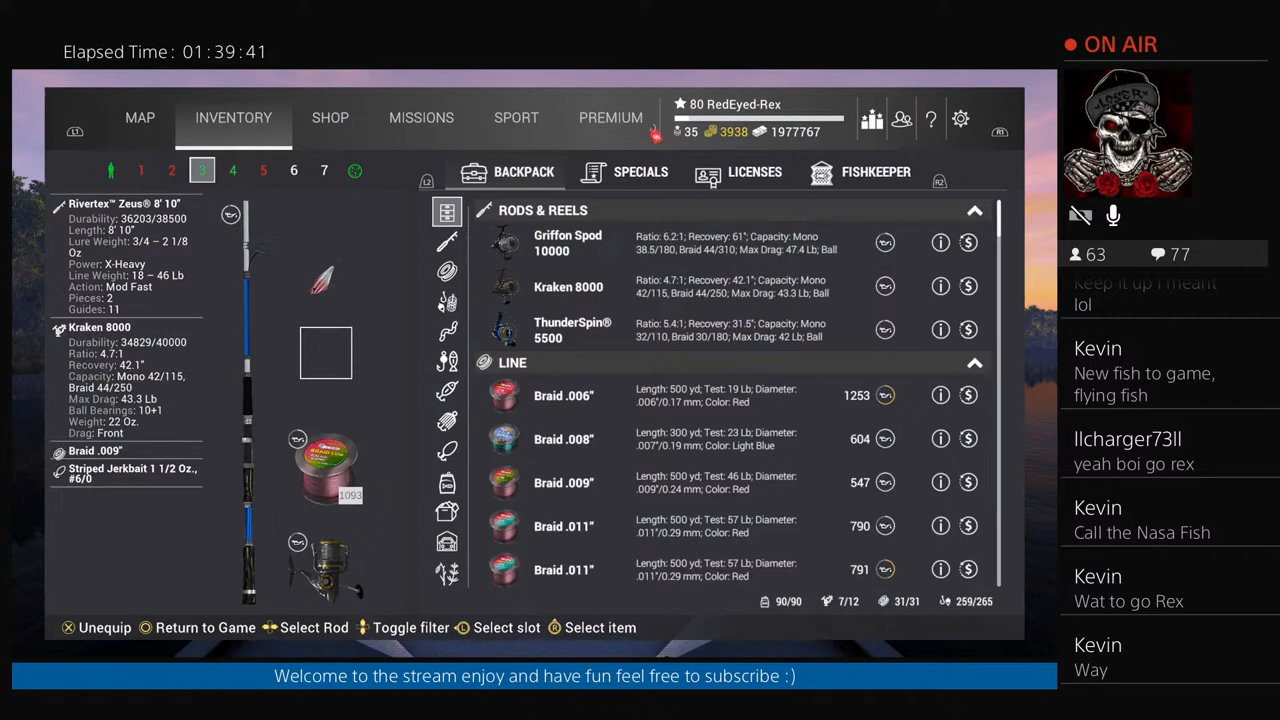 Elapsed Time: 01:39:41
ON AIR
MAP
INVENTORY
SHOP
MISSIONS
SPORT
PREMIUM
80 RedEyed-Rex
35
3938
1977767
L1
R1
1
2
3
4
5
6
7
L2
BACKPACK
SPECIALS
LICENSES
FISHKEEPER
R2
Rivertex™ Zeus® 8' 10"
Durability: 36203/38500
Length: 8' 10"
Lure Weight: 3/4 – 2 1/8
Oz
Power: X-Heavy
Line Weight: 18 – 46 Lb
Action: Mod Fast
Pieces: 2
Guides: 11
Kraken 8000
Durability: 34829/40000
Ratio: 4.7:1
Recovery: 42.1"
Capacity: Mono 42/115,
Braid 44/250
Max Drag: 43.3 Lb
Ball Bearings: 10+1
Weight: 22 Oz.
Drag: Front
Braid .009"
Striped Jerkbait 1 1/2 Oz.,
#6/0
1093
RODS & REELS
Griffon Spod
10000
Ratio: 6.2:1; Recovery: 61"; Capacity: Mono
38.5/180, Braid 44/310; Max Drag: 47.4 Lb; Ball
Kraken 8000
Ratio: 4.7:1; Recovery: 42.1"; Capacity: Mono
42/115, Braid 44/250; Max Drag: 43.3 Lb; Ball
ThunderSpin®
5500
Ratio: 5.4:1; Recovery: 31.5"; Capacity: Mono
32/110, Braid 30/180; Max Drag: 42 Lb; Ball
LINE
Braid .006"
Length: 500 yd; Test: 19 Lb; Diameter:
.006"/0.17 mm; Color: Red
1253
Braid .008"
Length: 300 yd; Test: 23 Lb; Diameter:
.007"/0.19 mm; Color: Light Blue
604
Braid .009"
Length: 500 yd; Test: 46 Lb; Diameter:
.009"/0.24 mm; Color: Red
547
Braid .011"
Length: 500 yd; Test: 57 Lb; Diameter:
.011"/0.29 mm; Color: Red
790
Braid .011"
Length: 500 yd; Test: 57 Lb; Diameter:
.011"/0.29 mm; Color: Red
791
90/90
7/12
31/31
259/265
Unequip
Return to Game
Select Rod
Toggle filter
L Select slot
R Select item
Welcome to the stream enjoy and have fun feel free to subscribe :)
LOSER
63
77
Keep it up I meant
lol
Kevin
New fish to game,
flying fish
llcharger73ll
yeah boi go rex
Kevin
Call the Nasa Fish
Kevin
Wat to go Rex
Kevin
Way